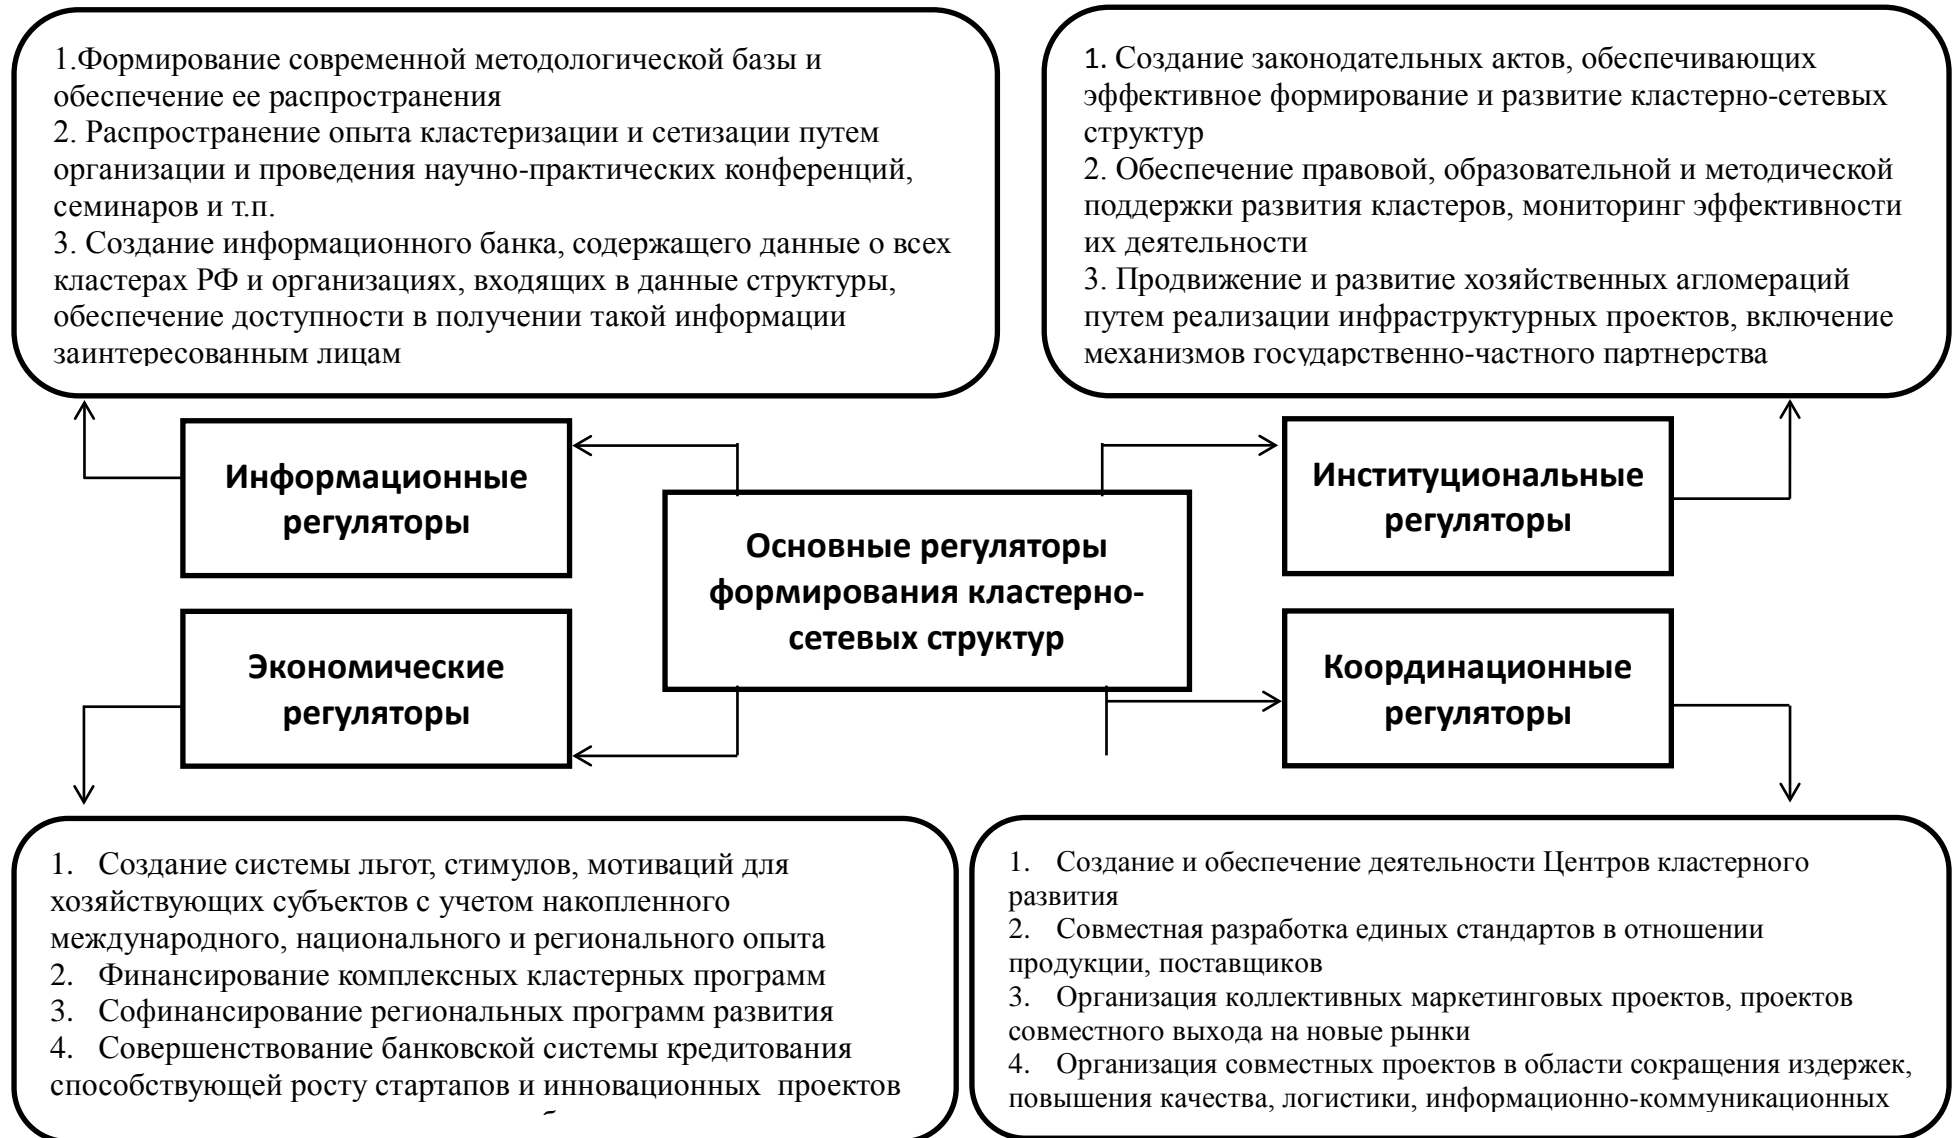 1.Формирование современной методологической базы и
обеспечение ее распространения
2. Распространение опыта кластеризации и сетизации путем
организации и проведения научно-практических конференций,
семинаров и т.п.
3. Создание информационного банка, содержащего данные о всех
кластерах РФ и организациях, входящих в данные структуры,
обеспечение доступности в получении такой информации
заинтересованным лицам
1. Создание законодательных актов, обеспечивающих
эффективное формирование и развитие кластерно-сетевых
структур
2. Обеспечение правовой, образовательной и методической
поддержки развития кластеров, мониторинг эффективности
их деятельности
3. Продвижение и развитие хозяйственных агломераций
путем реализации инфраструктурных проектов, включение
механизмов государственно-частного партнерства
Информационные
регуляторы
Институциональные
регуляторы
Основные регуляторы
формирования кластерно-
сетевых структур
Экономические
регуляторы
Координационные
регуляторы
1. Создание системы льгот, стимулов, мотиваций для
хозяйствующих субъектов с учетом накопленного
международного, национального и регионального опыта
2. Финансирование комплексных кластерных программ
3. Софинансирование региональных программ развития
4. Совершенствование банковской системы кредитования
способствующей росту стартапов и инновационных проектов
1. Создание и обеспечение деятельности Центров кластерного
развития
2. Совместная разработка единых стандартов в отношении
продукции, поставщиков
3. Организация коллективных маркетинговых проектов, проектов
совместного выхода на новые рынки
4. Организация совместных проектов в области сокращения издержек,
повышения качества, логистики, информационно-коммуникационных